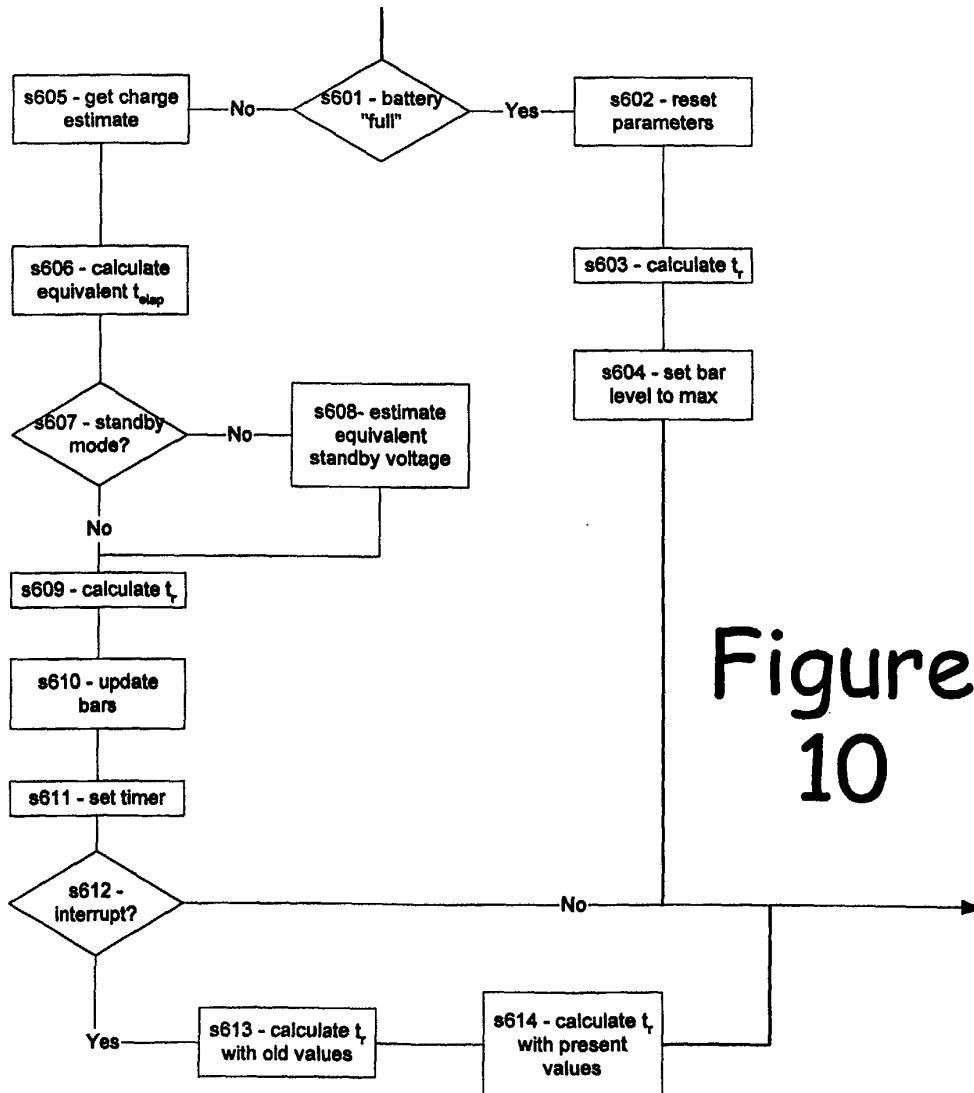 s605 - get charge
estimate
No
s601 - battery
"full"
Yes
s602 - reset
parameters
s606 - calculate
equivalent t_elap
s603 - calculate t_r
s604 - set bar
level to max
s607 - standby
mode?
No
s608- estimate
equivalent
standby voltage
No
s609 - calculate t_r
s610 - update
bars
s611 - set timer
Figure
10
s612 -
interrupt?
No
Yes
s613 - calculate t_r
with old values
s614 - calculate t_r
with present
values